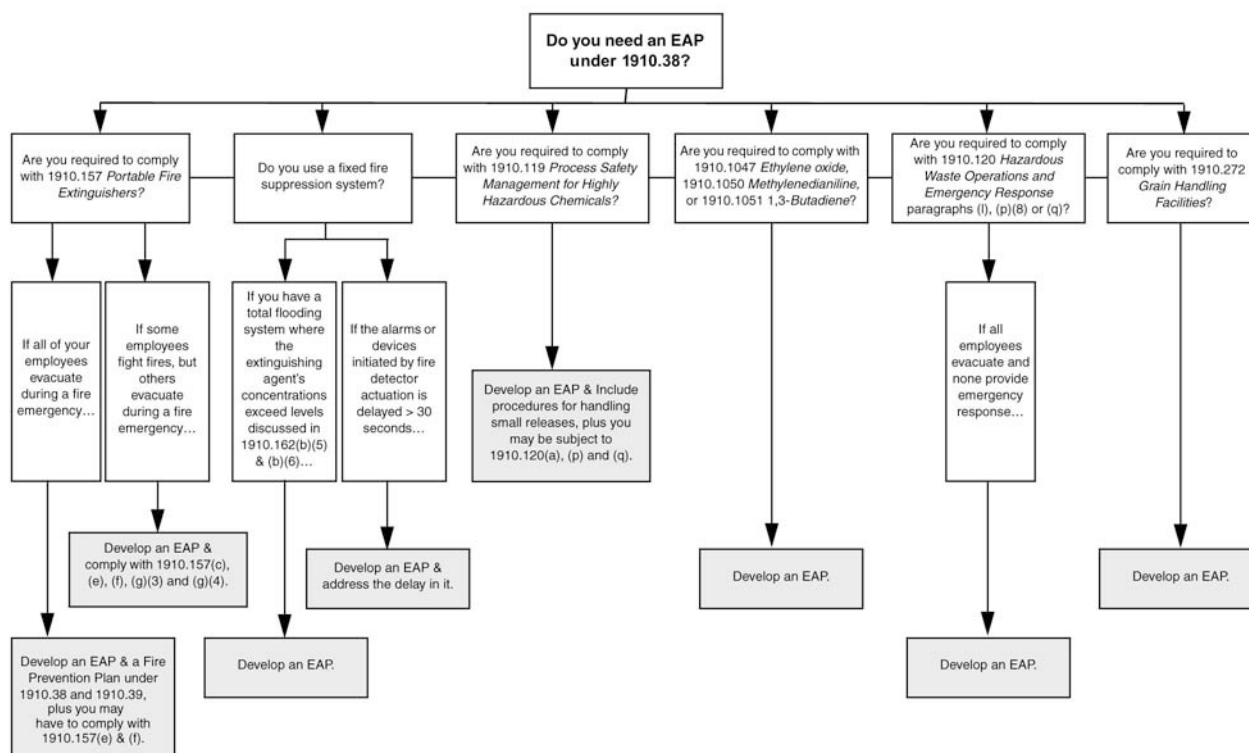 Do you need an EAP
under 1910.38?
Are you required to comply
with 1910.157 Portable Fire
Extinguishers?
Do you use a fixed fire
suppression system?
Are you required to comply
with 1910.119 Process Safety
Management for Highly
Hazardous Chemicals?
Are you required to comply with
1910.1047 Ethylene oxide,
1910.1050 Methylenedianiline,
or 1910.1051 1,3-Butadiene?
Are you required to comply
with 1910.120 Hazardous
Waste Operations and
Emergency Response
paragraphs (l), (p)(8) or (q)?
Are you required to
comply with 1910.272
Grain Handling
Facilities?
If all of your
employees
evacuate
during a fire
emergency…
If some
employees
fight fires, but
others
evacuate
during a fire
emergency…
If you have a
total flooding
system where
the
extinguishing
agent's
concentrations
exceed levels
discussed in
1910.162(b)(5)
& (b)(6)…
If the alarms or
devices
initiated by fire
detector
actuation is
delayed > 30
seconds…
Develop an EAP & Include
procedures for handling
small releases, plus you
may be subject to
1910.120(a), (p) and (q).
If all
employees
evacuate and
none provide
emergency
response…
Develop an EAP &
comply with 1910.157(c),
(e), (f), (g)(3) and (g)(4).
Develop an EAP &
address the delay in it.
Develop an EAP.
Develop an EAP.
Develop an EAP & a Fire
Prevention Plan under
1910.38 and 1910.39,
plus you may
have to comply with
1910.157(e) & (f).
Develop an EAP.
Develop an EAP.